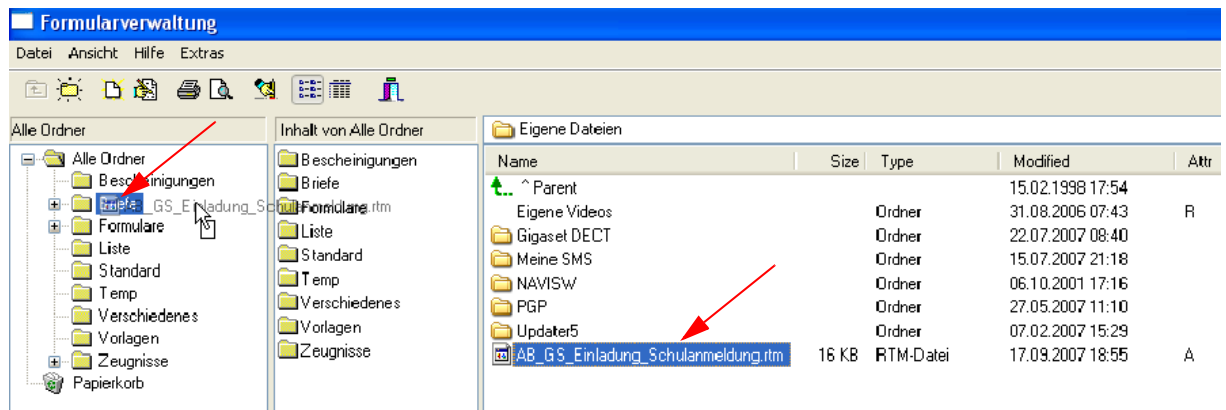 Formularverwaltung
Datei Ansicht Hilfe Extras
Alle Ordner
Alle Ordner
Bescheinigungen
Briefe
AB_GS_Einladung_Schulanmeldung.rtm
Formulare
Liste
Standard
Temp
Verschiedenes
Vorlagen
Zeugnisse
Papierkorb
Inhalt von Alle Ordner
Bescheinigungen
Briefe
Formulare
Liste
Standard
Temp
Verschiedenes
Vorlagen
Zeugnisse
Eigene Dateien
Name Size Type Modified Attr
^ Parent 15.02.1998 17:54
Eigene Videos Ordner 31.08.2006 07:43 R
Gigaset DECT Ordner 22.07.2007 08:40
Meine SMS Ordner 15.07.2007 21:18
NAVISW Ordner 06.10.2001 17:16
PGP Ordner 27.05.2007 11:10
Updater5 Ordner 07.02.2007 15:29
AB_GS_Einladung_Schulanmeldung.rtm 16 KB RTM-Datei 17.09.2007 18:55 A